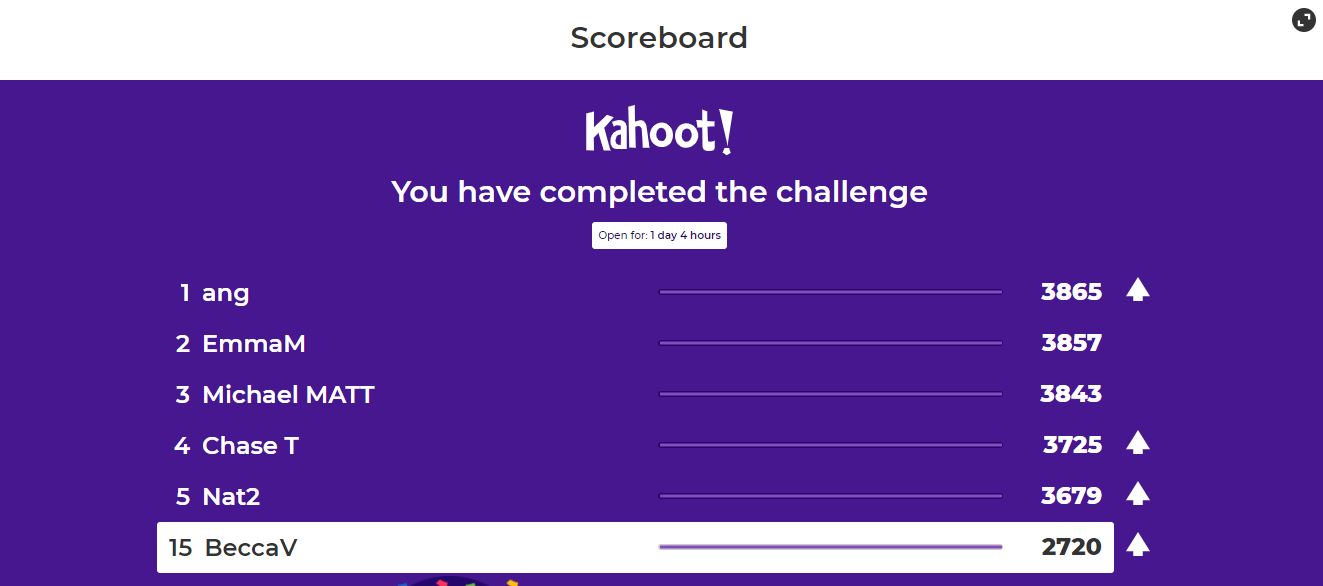 Scoreboard
Kahoot!
You have completed the challenge
Open for: 1 day 4 hours
1 ang 3865
2 EmmaM 3857
3 Michael MATT 3843
4 Chase T 3725
5 Nat2 3679
15 BeccaV 2720